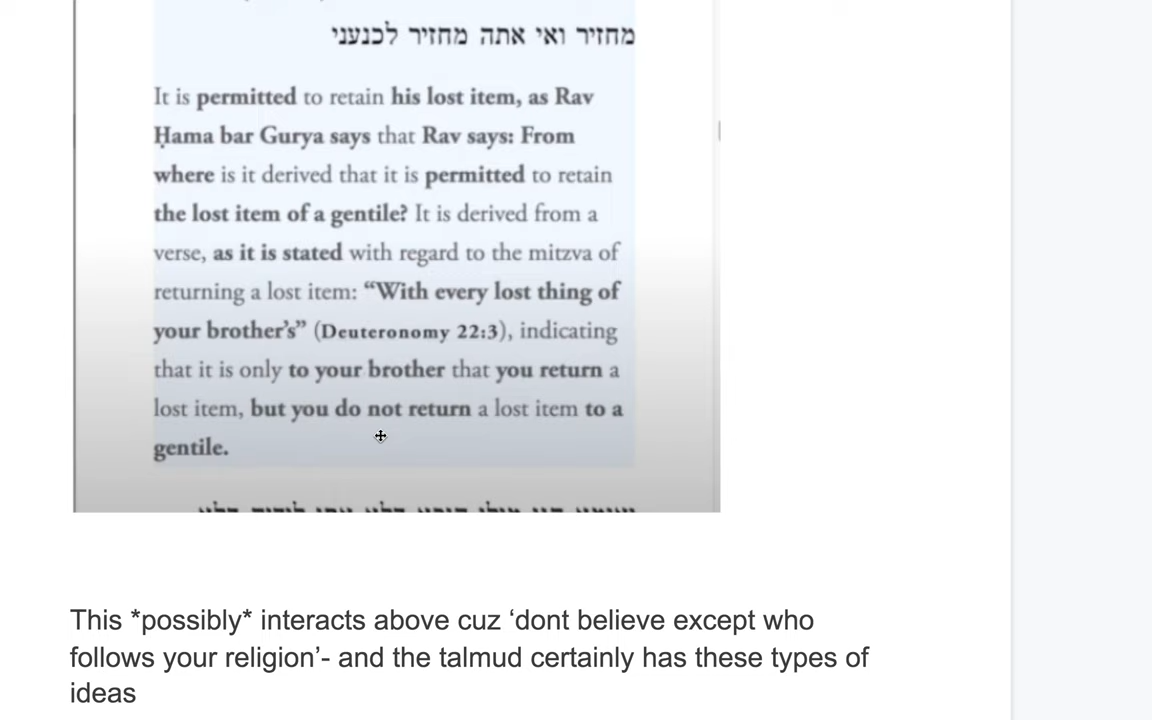 מחזיר ואי אתה מחזיר לכנעני
It is permitted to retain his lost item, as Rav
Ḥama bar Gurya says that Rav says: From
where is it derived that it is permitted to retain
the lost item of a gentile? It is derived from a
verse, as it is stated with regard to the mitzva of
returning a lost item: “With every lost thing of
your brother’s” (Deuteronomy 22:3), indicating
that it is only to your brother that you return a
lost item, but you do not return a lost item to a
gentile.
This *possibly* interacts above cuz ‘dont believe except who
follows your religion’- and the talmud certainly has these types of
ideas